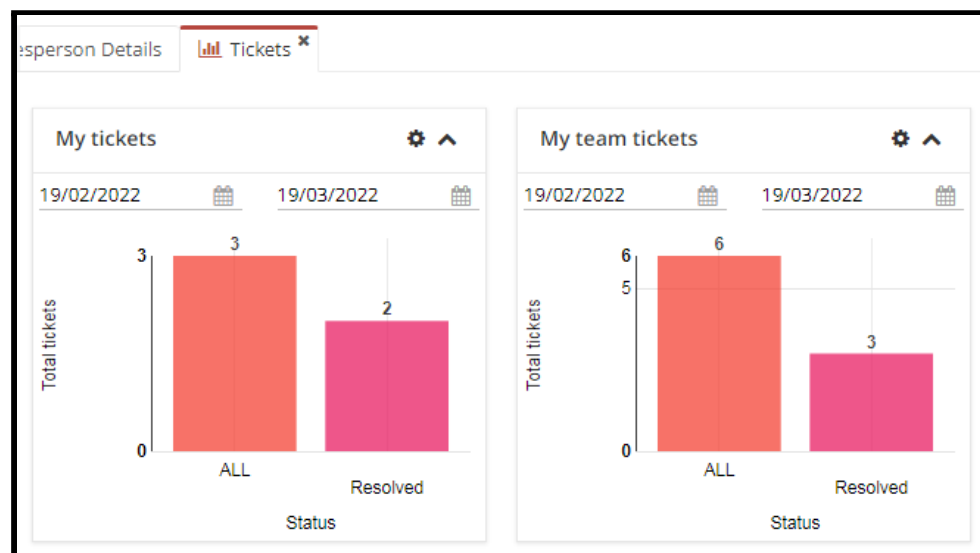 esperson Details
Tickets
My tickets
19/02/2022
19/03/2022
3
3
2
0
Total tickets
ALL
Resolved
Status
My team tickets
19/02/2022
19/03/2022
6
6
5
3
0
Total tickets
ALL
Resolved
Status